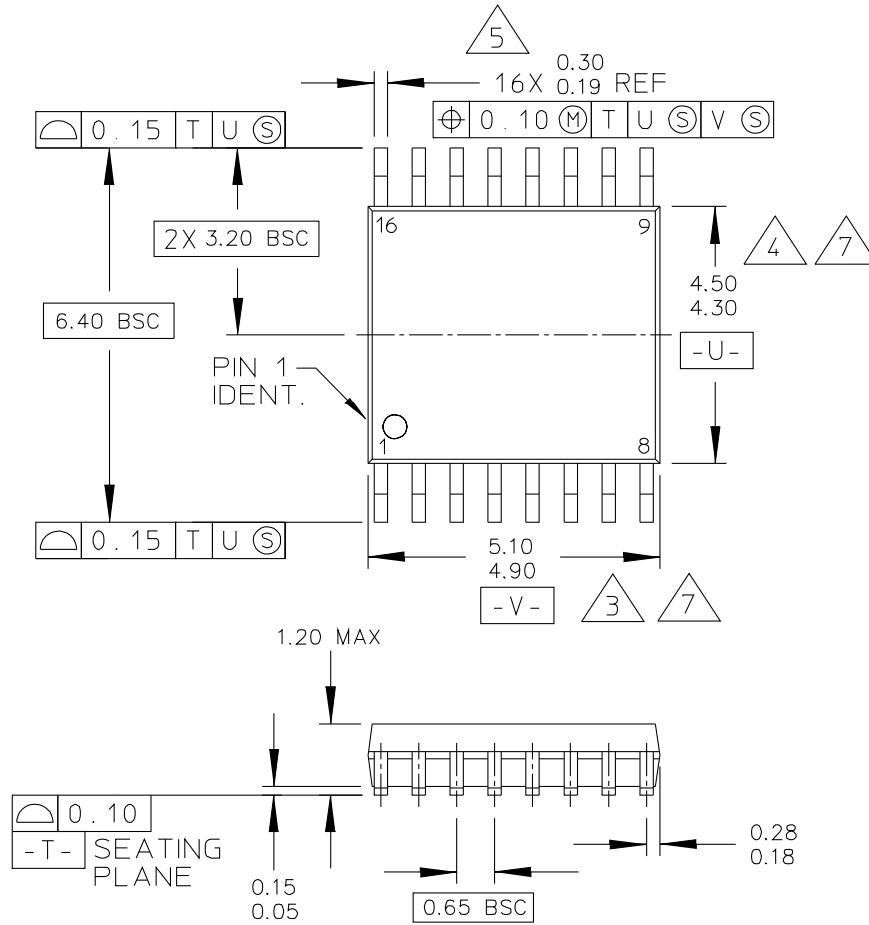 5
0.30
16X 0.19 REF
0.15 T U Ⓢ
0.10 Ⓜ T U Ⓢ V Ⓢ
16
9
2X 3.20 BSC
4
7
4.50
4.30
6.40 BSC
-U-
PIN 1
IDENT.
1
8
0.15 T U Ⓢ
5.10
4.90
-V-
3
7
1.20 MAX
0.10
-T- SEATING
PLANE
0.28
0.18
0.15
0.05
0.65 BSC